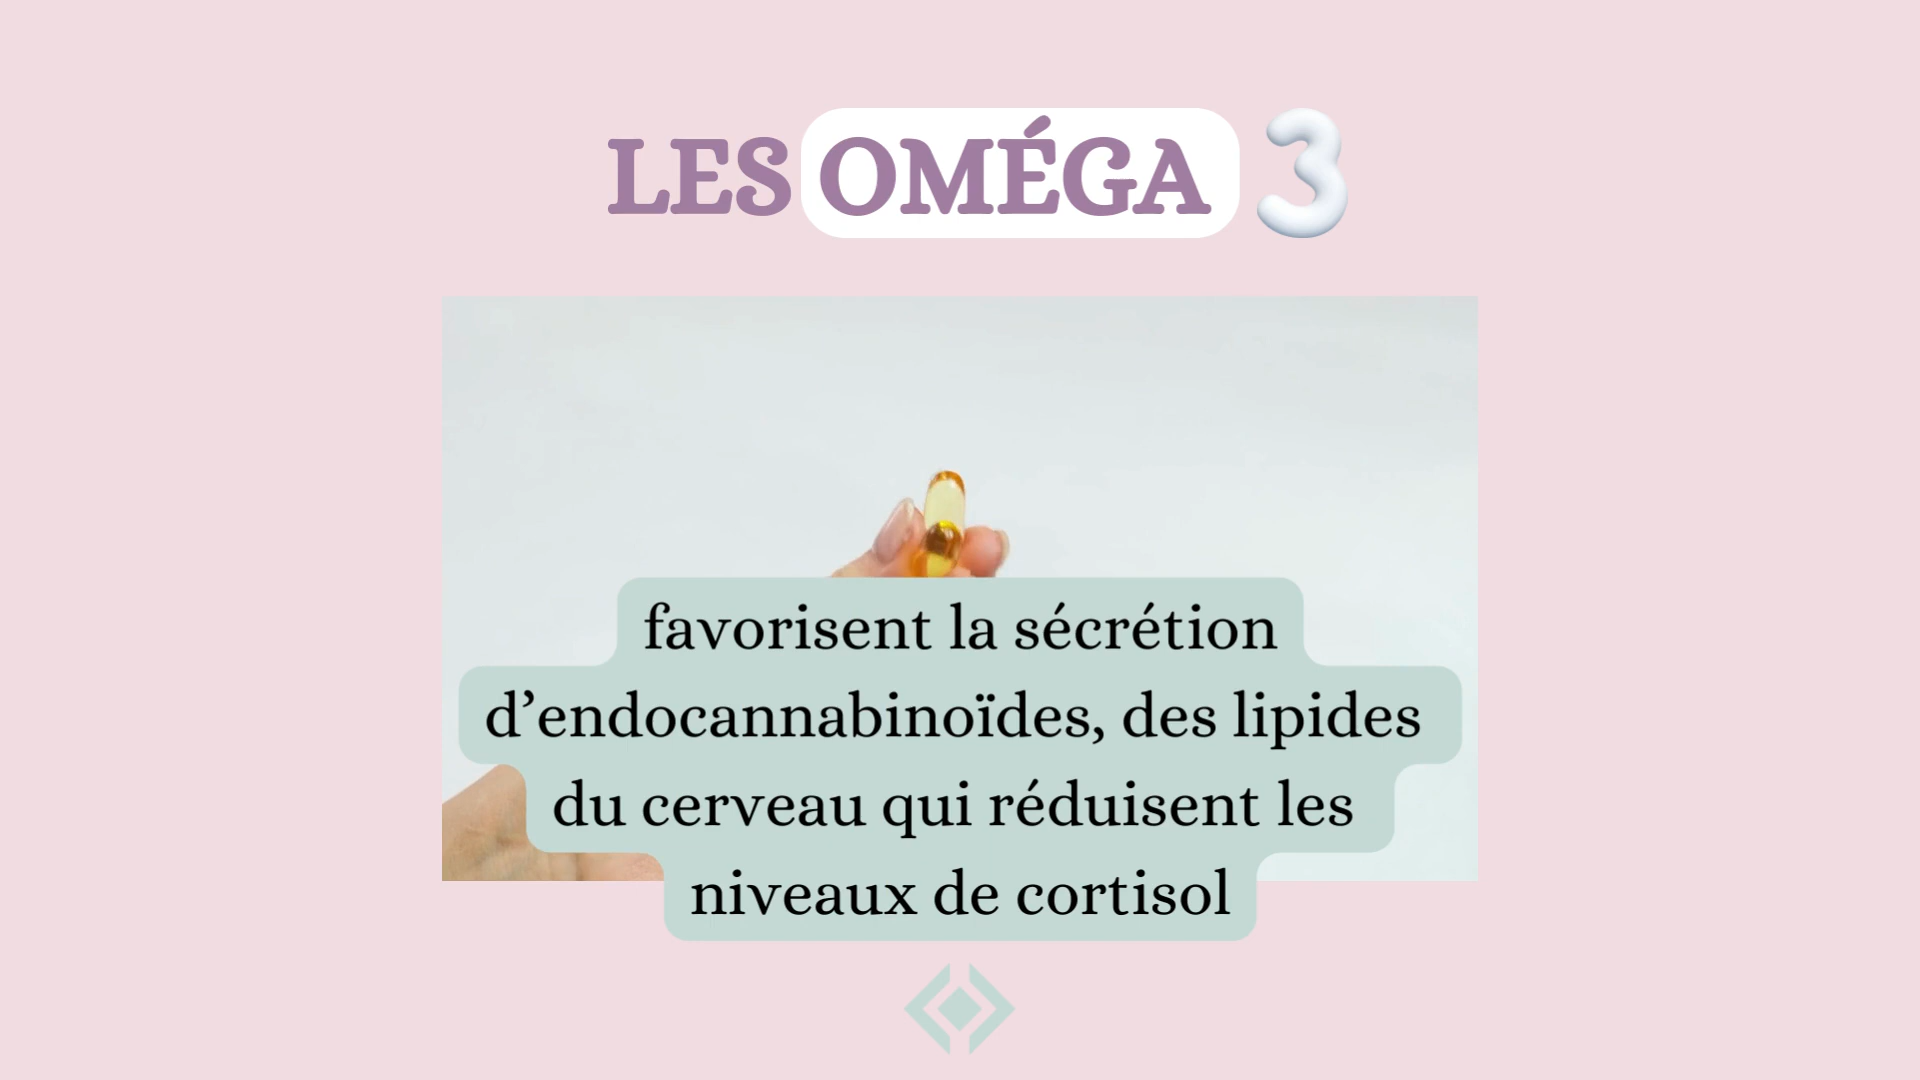 LES OMÉGA 3
favorisent la sécrétion
d’endocannabinoïdes, des lipides
du cerveau qui réduisent les
niveaux de cortisol